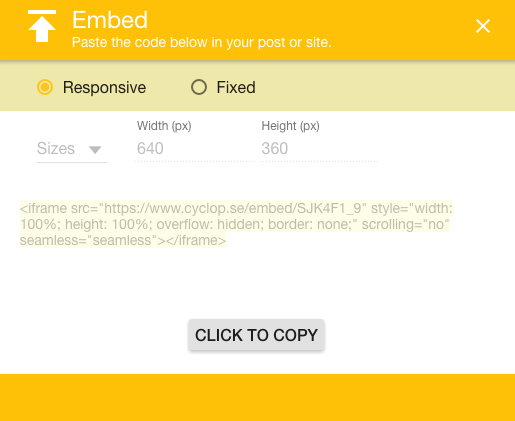 Embed
Paste the code below in your post or site.
Responsive Fixed
Width (px) Height (px)
Sizes 640 360
<iframe src="https://www.cyclop.se/embed/SJK4F1_9" style="width:
100%; height: 100%; overflow: hidden; border: none;" scrolling="no"
seamless="seamless"></iframe>
CLICK TO COPY